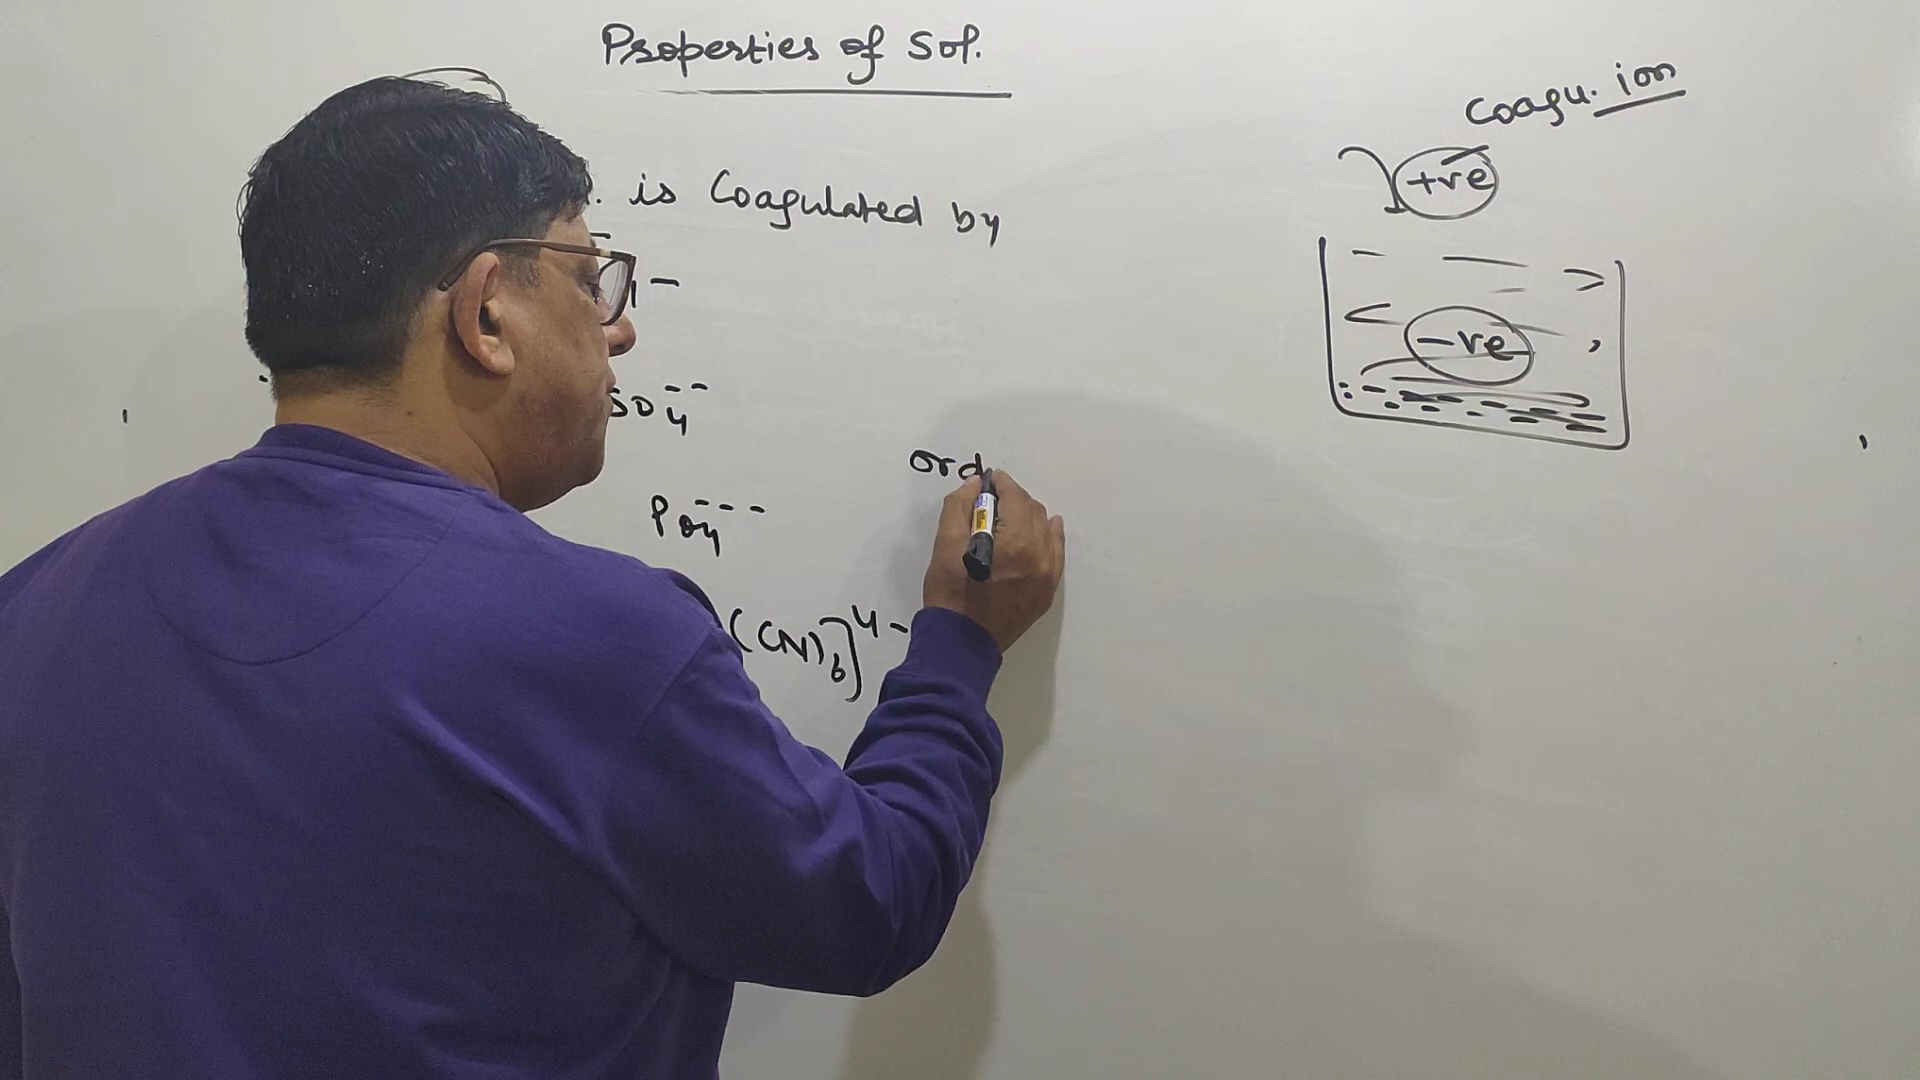 Properties of Sol.
Coagu. ion
+ve
is Coagulated by
-ve
SO4--
PO4---
ord
(CN)6]4-